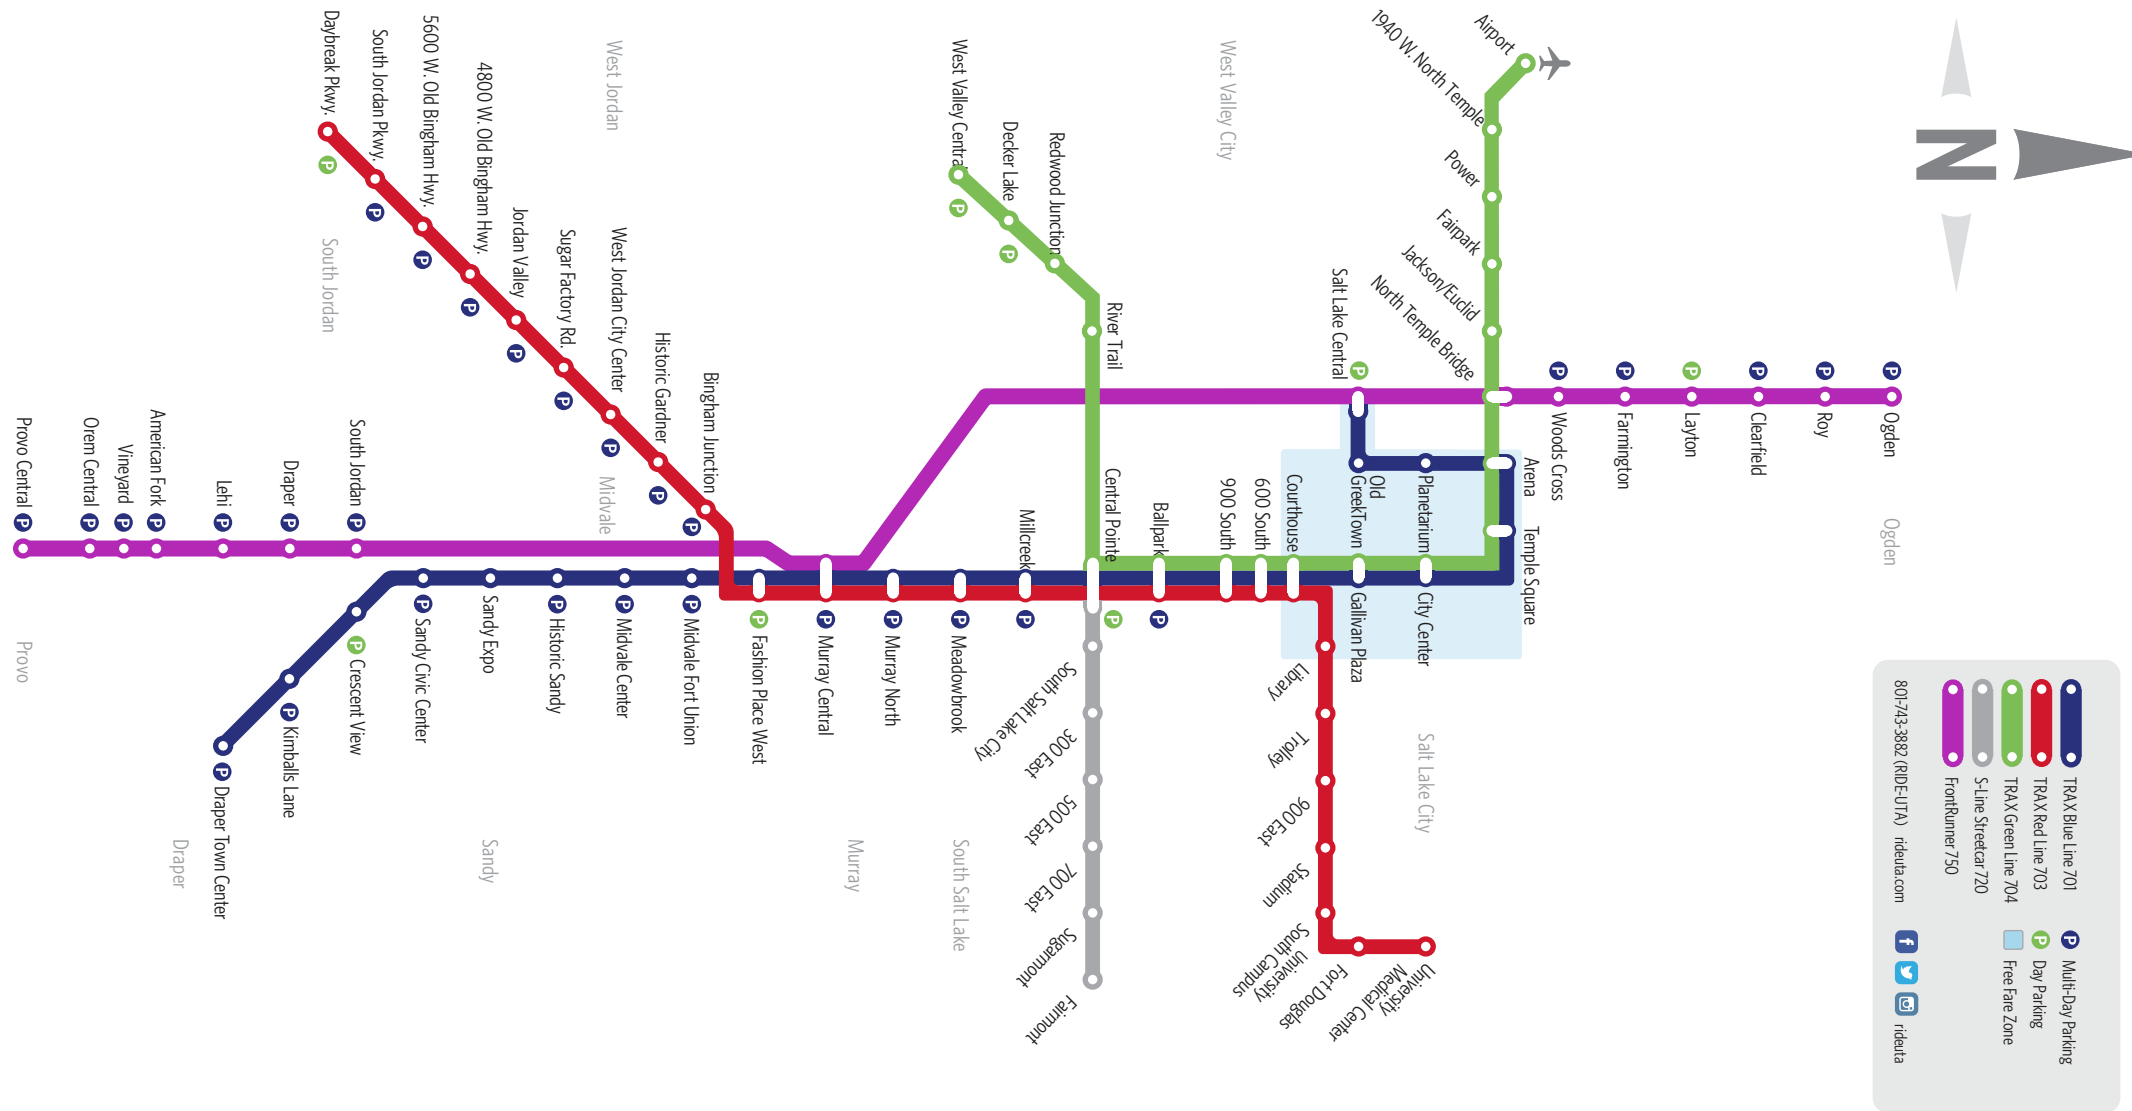 Airport
1940 W. North Temple
Power
Fairpark
Jackson/Euclid
North Temple Bridge
Salt Lake Central
Arena
Temple Square
Planetarium
Old
GreekTown
City Center
Gallivan Plaza
Courthouse
600 South
900 South
Ballpark
Central Pointe
Millcreek
Meadowbrook
Murray North
Murray Central
Fashion Place West
Midvale Fort Union
Midvale Center
Historic Sandy
Sandy Expo
Sandy Civic Center
Crescent View
Kimballs Lane
Draper Town Center
Library
Trolley
900 East
Stadium
University
South Campus
Fort Douglas
University
Medical Center
West Valley Central
Decker Lake
Redwood Junction
River Trail
South Salt Lake City
300 East
500 East
700 East
Sugarmont
Fairmont
Daybreak Pkwy.
South Jordan Pkwy.
5600 W. Old Bingham Hwy.
4800 W. Old Bingham Hwy.
Jordan Valley
Sugar Factory Rd.
West Jordan City Center
Historic Gardner
Bingham Junction
Ogden
Roy
Clearfield
Layton
Farmington
Woods Cross
South Jordan
Draper
Lehi
American Fork
Vineyard
Orem Central
Provo Central
Ogden
Salt Lake City
West Valley City
South Salt Lake
Murray
West Jordan
Midvale
Sandy
South Jordan
Draper
Provo
N
TRAX Blue Line 701
TRAX Red Line 703
TRAX Green Line 704
S-Line Streetcar 720
FrontRunner 750
P Multi-Day Parking
P Day Parking
Free Fare Zone
801-743-3882 (RIDE-UTA) rideuta.com
rideuta